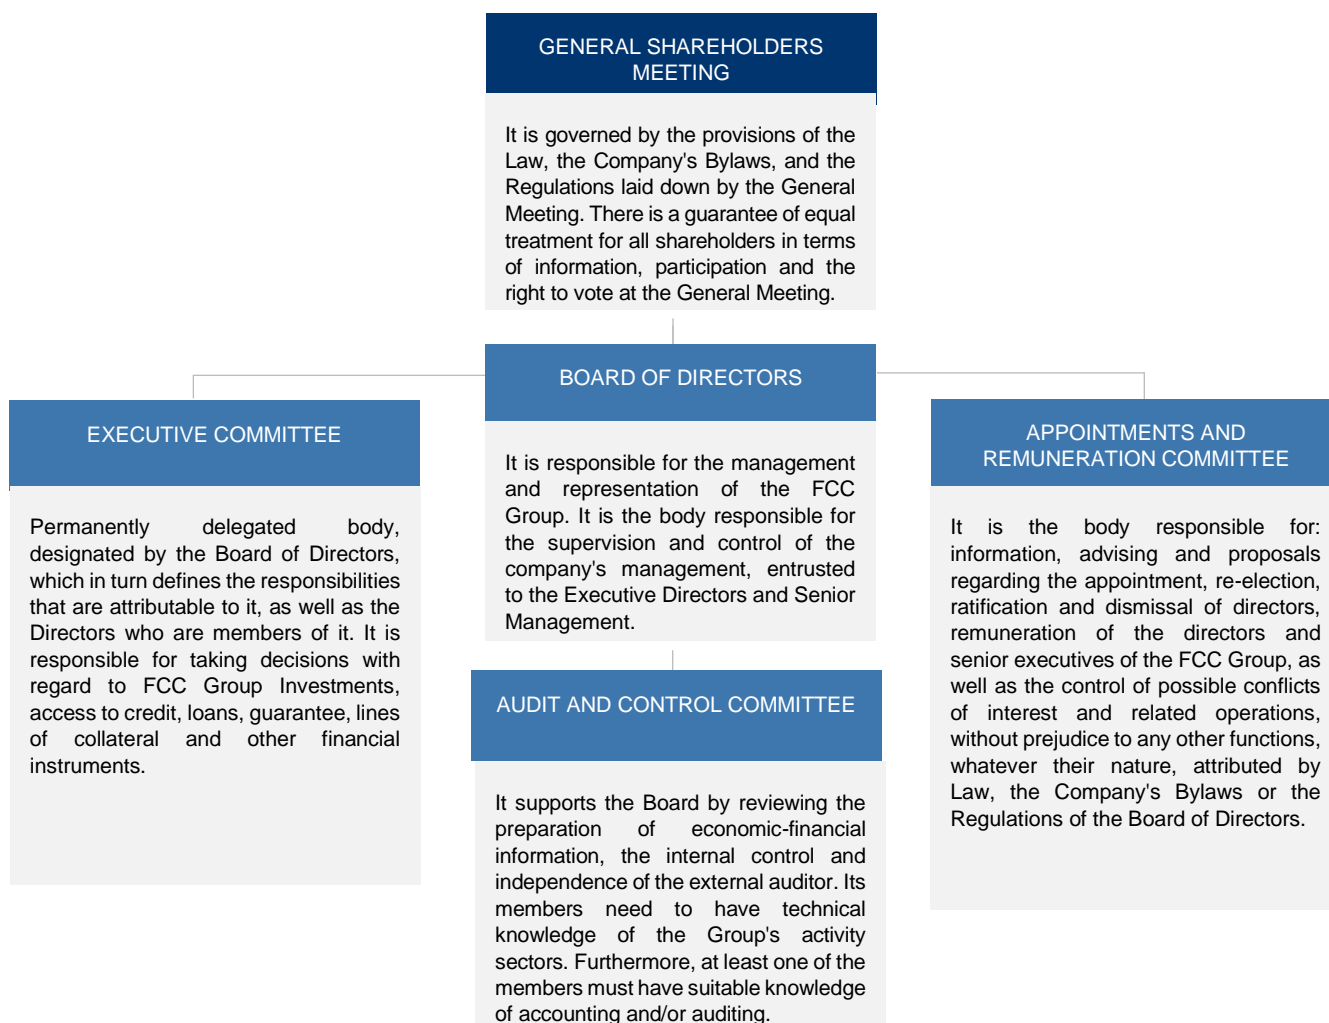 GENERAL SHAREHOLDERS
MEETING
It is governed by the provisions of the
Law, the Company's Bylaws, and the
Regulations laid down by the General
Meeting. There is a guarantee of equal
treatment for all shareholders in terms
of information, participation and the
right to vote at the General Meeting.
BOARD OF DIRECTORS
It is responsible for the management
and representation of the FCC
Group. It is the body responsible for
the supervision and control of the
company's management, entrusted
to the Executive Directors and Senior
Management.
EXECUTIVE COMMITTEE
Permanently delegated body,
designated by the Board of Directors,
which in turn defines the responsibilities
that are attributable to it, as well as the
Directors who are members of it. It is
responsible for taking decisions with
regard to FCC Group Investments,
access to credit, loans, guarantee, lines
of collateral and other financial
instruments.
APPOINTMENTS AND
REMUNERATION COMMITTEE
It is the body responsible for:
information, advising and proposals
regarding the appointment, re-election,
ratification and dismissal of directors,
remuneration of the directors and
senior executives of the FCC Group, as
well as the control of possible conflicts
of interest and related operations,
without prejudice to any other functions,
whatever their nature, attributed by
Law, the Company's Bylaws or the
Regulations of the Board of Directors.
AUDIT AND CONTROL COMMITTEE
It supports the Board by reviewing the
preparation of economic-financial
information, the internal control and
independence of the external auditor. Its
members need to have technical
knowledge of the Group's activity
sectors. Furthermore, at least one of the
members must have suitable knowledge
of accounting and/or auditing.